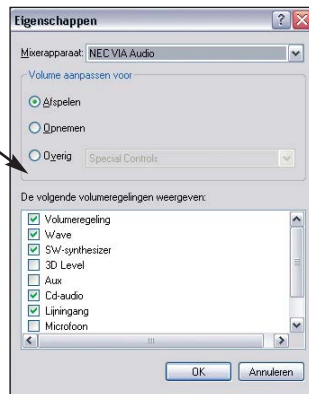 Eigenschappen
Mixerapparaat: NEC VIA Audio
Volume aanpassen voor
Afspelen
Opnemen
Overig Special Controls
De volgende volumeregelingen weergeven:
Volumeregeling
Wave
SW-synthesizer
3D Level
Aux
Cd-audio
Lijningang
Microfoon
OK Annuleren